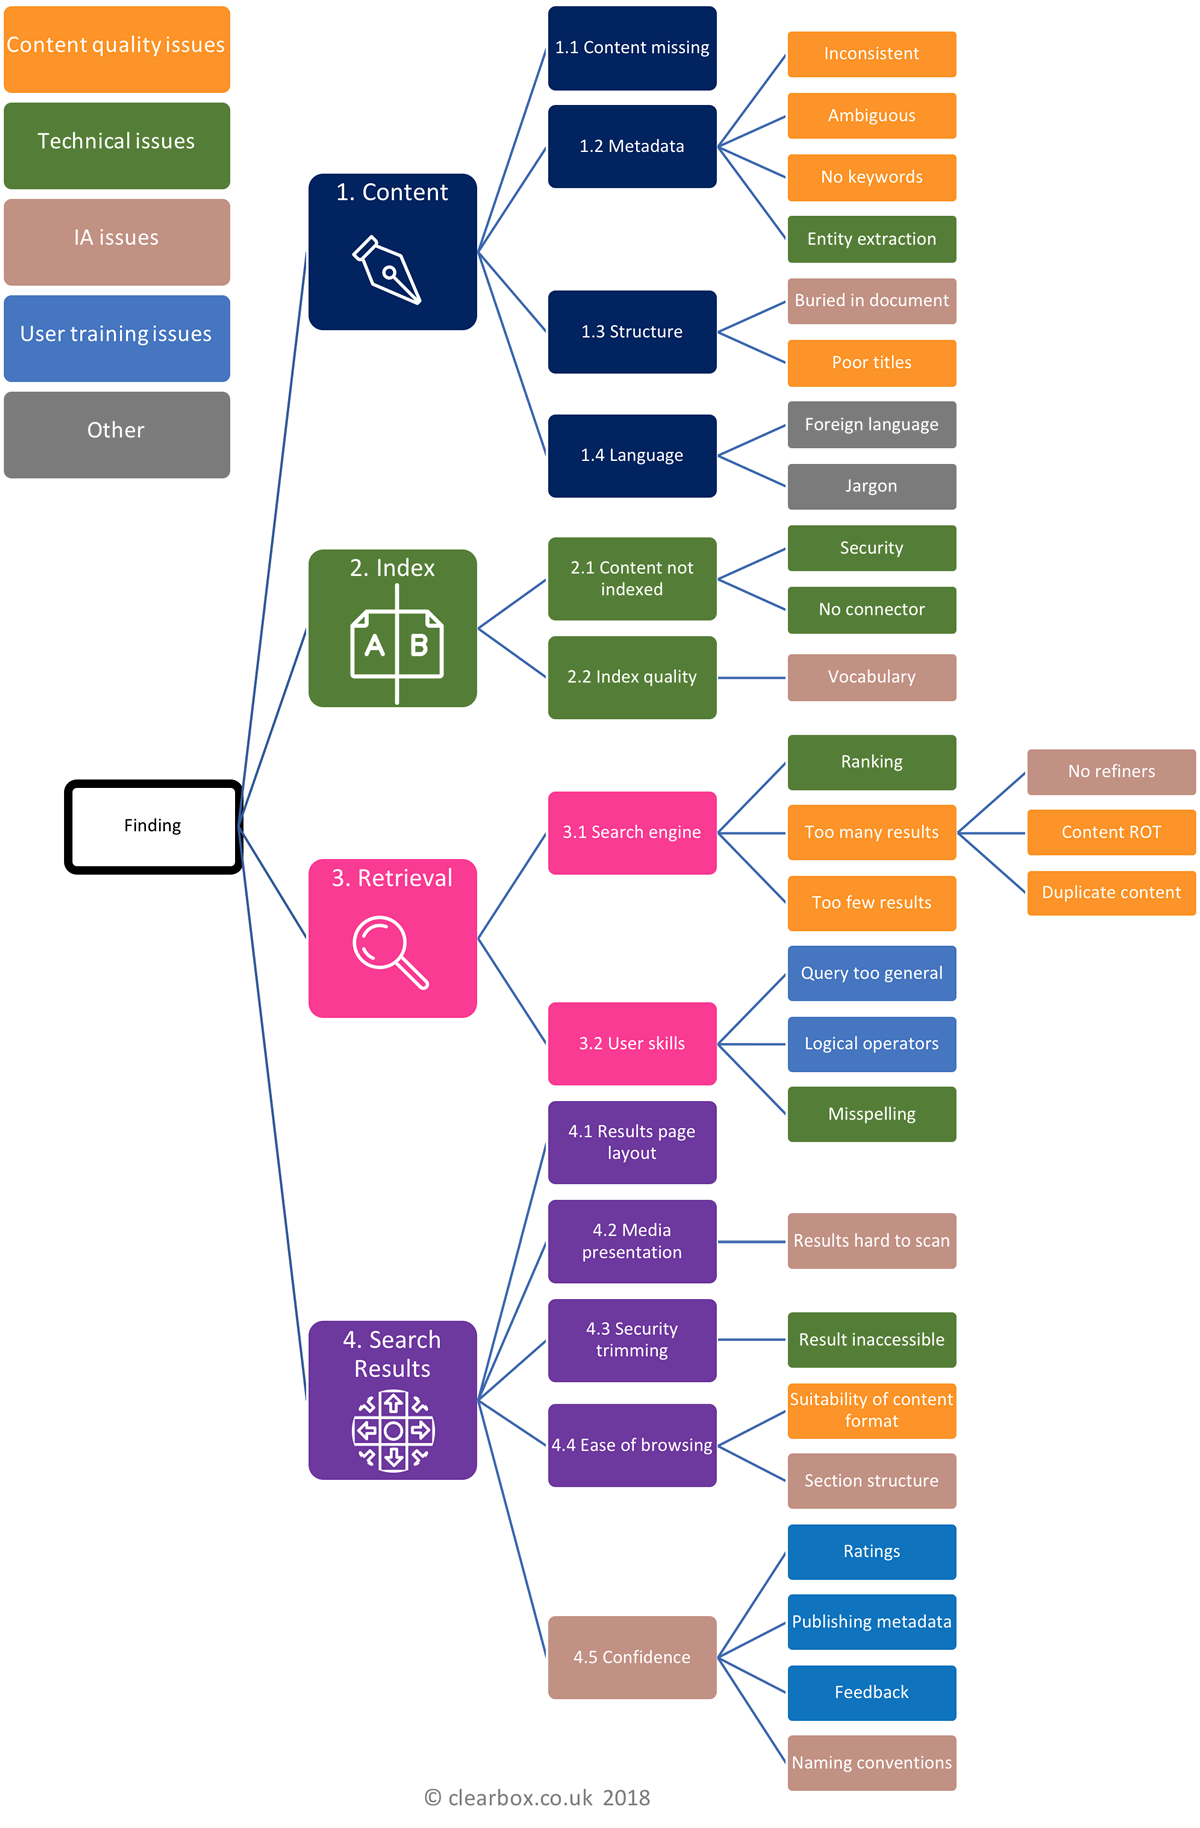 Content quality issues
Technical issues
IA issues
User training issues
Other
Finding
1. Content
1.1 Content missing
1.2 Metadata
Inconsistent
Ambiguous
No keywords
Entity extraction
1.3 Structure
Buried in document
Poor titles
1.4 Language
Foreign language
Jargon
2. Index
A B
2.1 Content not
indexed
Security
No connector
2.2 Index quality
Vocabulary
3. Retrieval
3.1 Search engine
Ranking
Too many results
No refiners
Content ROT
Duplicate content
Too few results
3.2 User skills
Query too general
Logical operators
Misspelling
4. Search
Results
4.1 Results page
layout
4.2 Media
presentation
Results hard to scan
4.3 Security
trimming
Result inaccessible
4.4 Ease of browsing
Suitability of content
format
Section structure
4.5 Confidence
Ratings
Publishing metadata
Feedback
Naming conventions
© clearbox.co.uk 2018